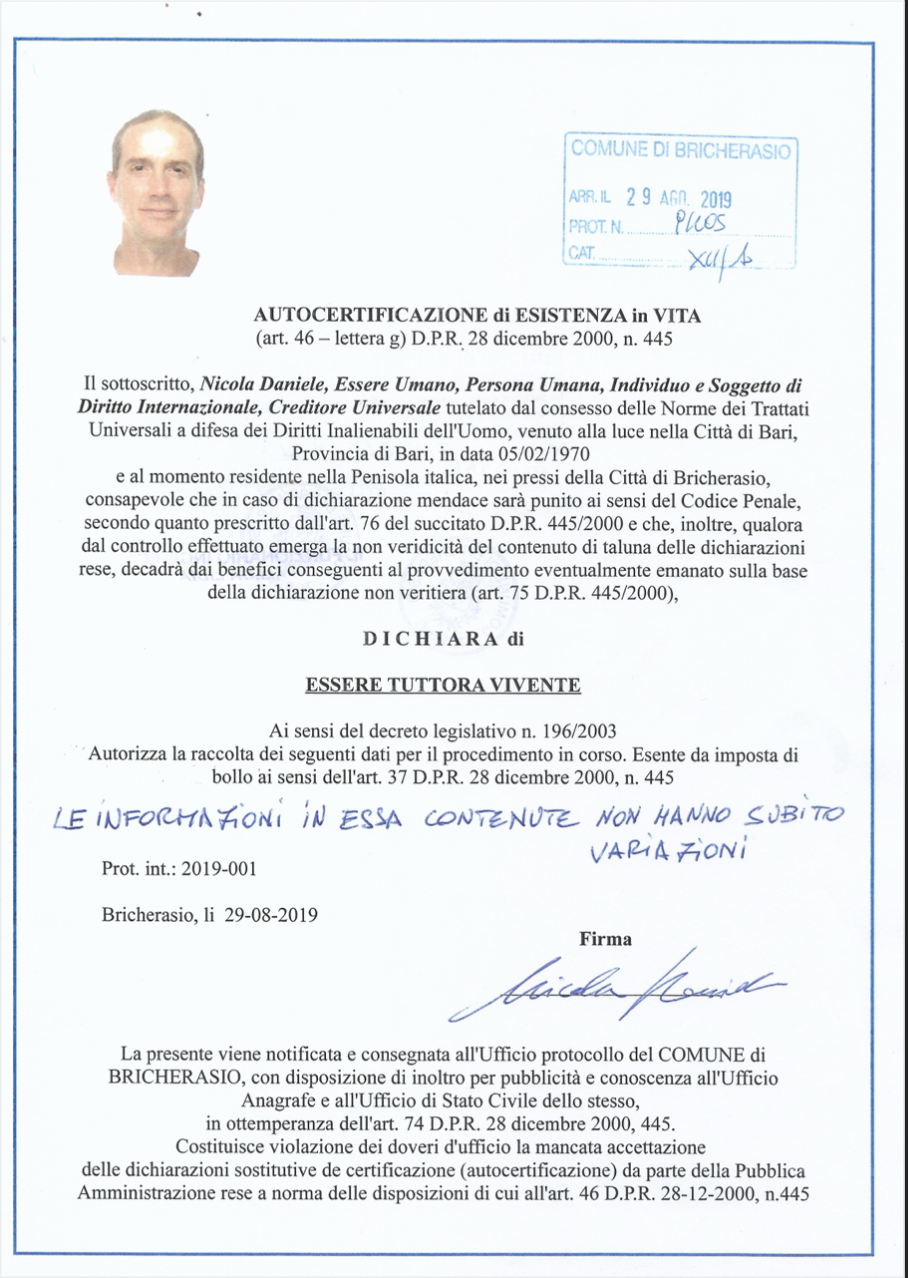 COMUNE DI BRICHERASIO
ARR. IL 29 AGO. 2019
PROT. N.
CAT. XII/A
AUTOCERTIFICAZIONE di ESISTENZA in VITA
(art. 46 – lettera g) D.P.R. 28 dicembre 2000, n. 445
Il sottoscritto, Nicola Daniele, Essere Umano, Persona Umana, Individuo e Soggetto di
Diritto Internazionale, Creditore Universale tutelato dal consesso delle Norme dei Trattati
Universali a difesa dei Diritti Inalienabili dell'Uomo, venuto alla luce nella Città di Bari,
Provincia di Bari, in data 05/02/1970
e al momento residente nella Penisola italica, nei pressi della Città di Bricherasio,
consapevole che in caso di dichiarazione mendace sarà punito ai sensi del Codice Penale,
secondo quanto prescritto dall'art. 76 del succitato D.P.R. 445/2000 e che, inoltre, qualora
dal controllo effettuato emerga la non veridicità del contenuto di taluna delle dichiarazioni
rese, decadrà dai benefici conseguenti al provvedimento eventualmente emanato sulla base
della dichiarazione non veritiera (art. 75 D.P.R. 445/2000),
DICHIARA di
ESSERE TUTTORA VIVENTE
Ai sensi del decreto legislativo n. 196/2003
Autorizza la raccolta dei seguenti dati per il procedimento in corso. Esente da imposta di
bollo ai sensi dell'art. 37 D.P.R. 28 dicembre 2000, n. 445
LE INFORMAZIONI IN ESSA CONTENUTE NON HANNO SUBITO
VARIAZIONI
Prot. int.: 2019-001
Bricherasio, li 29-08-2019
Firma
La presente viene notificata e consegnata all'Ufficio protocollo del COMUNE di
BRICHERASIO, con disposizione di inoltro per pubblicità e conoscenza all'Ufficio
Anagrafe e all'Ufficio di Stato Civile dello stesso,
in ottemperanza dell'art. 74 D.P.R. 28 dicembre 2000, 445.
Costituisce violazione dei doveri d'ufficio la mancata accettazione
delle dichiarazioni sostitutive de certificazione (autocertificazione) da parte della Pubblica
Amministrazione rese a norma delle disposizioni di cui all'art. 46 D.P.R. 28-12-2000, n.445